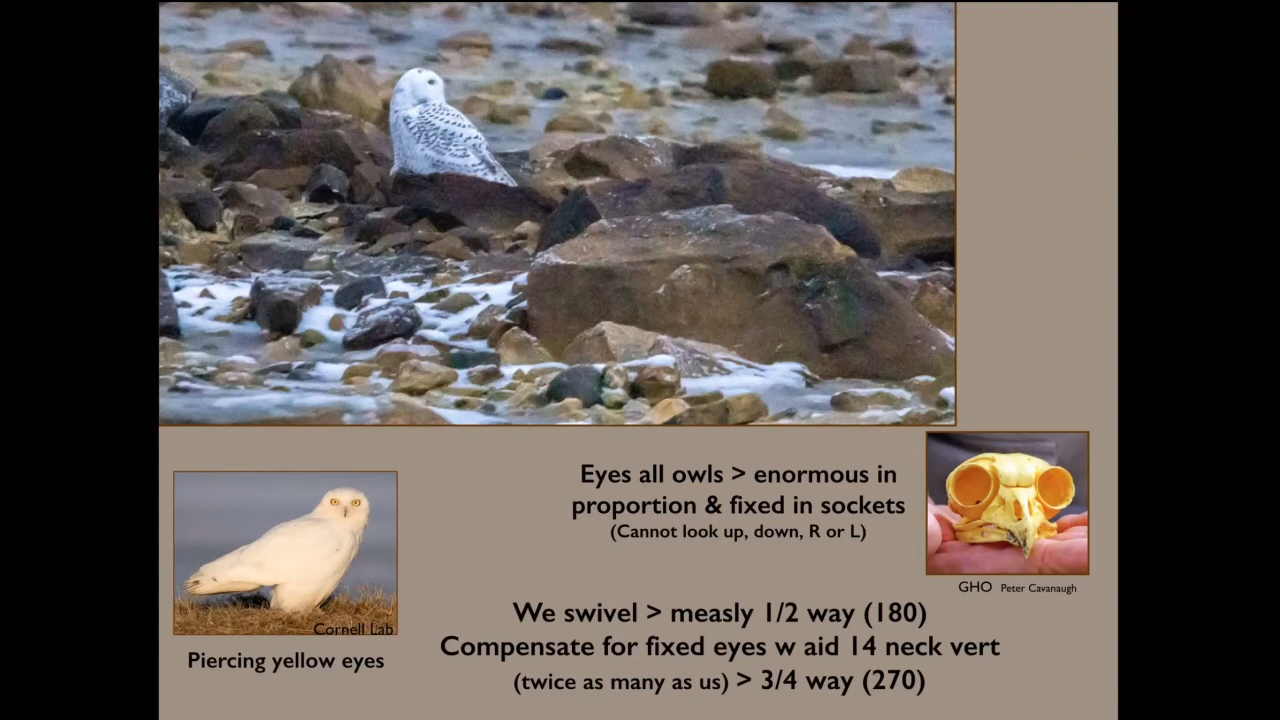 Eyes all owls > enormous in
proportion & fixed in sockets
(Cannot look up, down, R or L)
GHO Peter Cavanaugh
Cornell Lab
Piercing yellow eyes
We swivel > measly 1/2 way (180)
Compensate for fixed eyes w aid 14 neck vert
(twice as many as us) > 3/4 way (270)